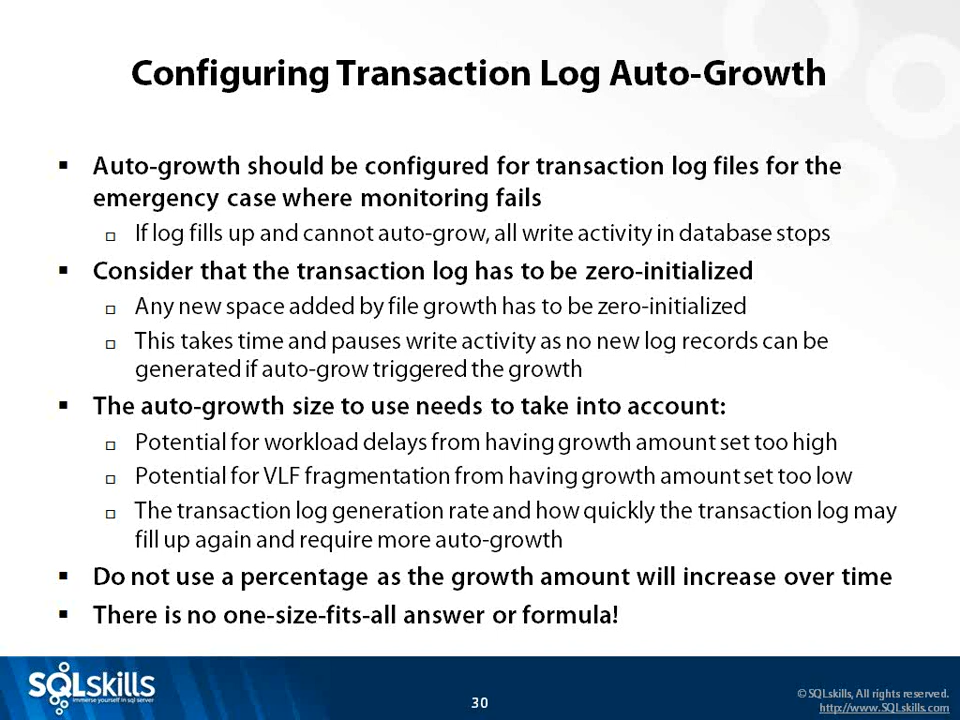 Configuring Transaction Log Auto-Growth
Auto-growth should be configured for transaction log files for the
emergency case where monitoring fails
If log fills up and cannot auto-grow, all write activity in database stops
Consider that the transaction log has to be zero-initialized
Any new space added by file growth has to be zero-initialized
This takes time and pauses write activity as no new log records can be
generated if auto-grow triggered the growth
The auto-growth size to use needs to take into account:
Potential for workload delays from having growth amount set too high
Potential for VLF fragmentation from having growth amount set too low
The transaction log generation rate and how quickly the transaction log may
fill up again and require more auto-growth
Do not use a percentage as the growth amount will increase over time
There is no one-size-fits-all answer or formula!
SQLskills
immerse yourself in sql server
30
© SQLskills, All rights reserved.
http://www.SQLskills.com